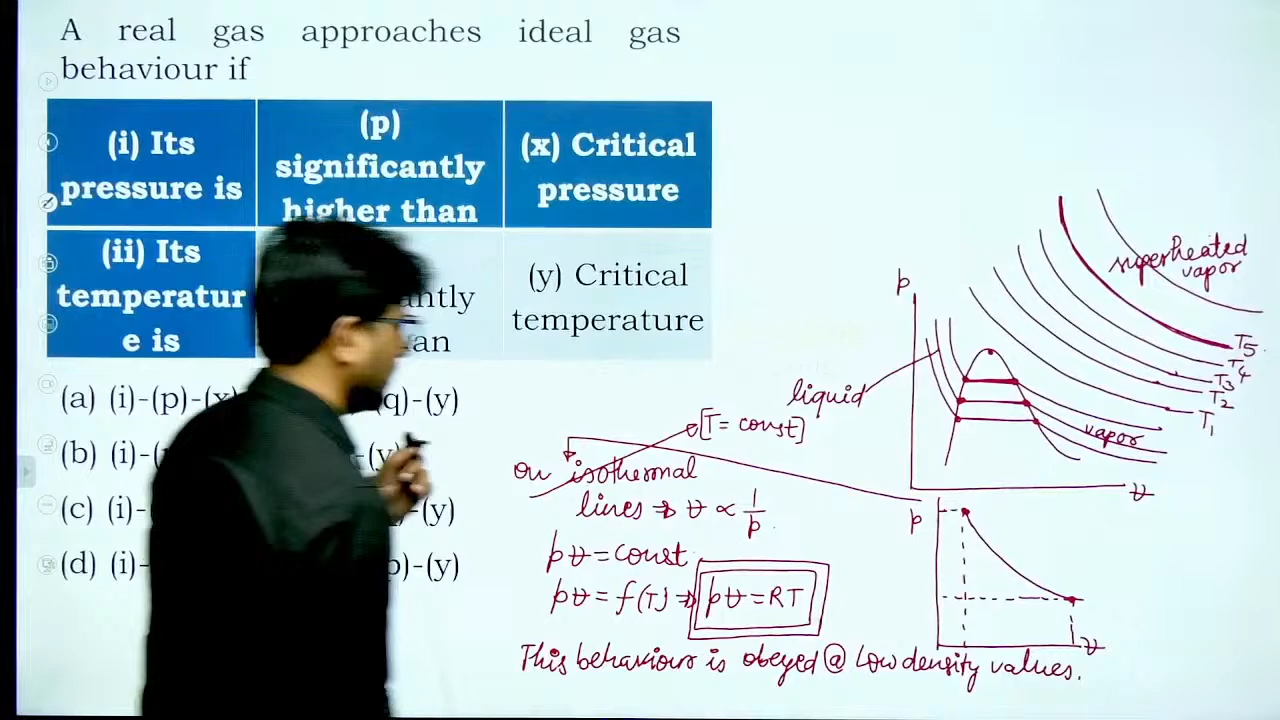 A real gas approaches ideal gas
behaviour if
(i) Its
pressure is
(p)
significantly
higher than
(x) Critical
pressure
(ii) Its
temperatur
e is
(y) Critical
temperature
(a) (i)-(p)-(x) (q)-(y)
(b) (i)- (y)
(c) (i)- -(y)
(d) (i)- p)-(y)
p
superheated
vapor
T5
T4
T3
T2
T1
liquid
vapor
v
[T = const]
on isothermal
lines ⇒ v ∝ 1/p
pv = const
pv = f(T) ⇒ pv = RT
p
v
This behaviour is obeyed @ low density values.